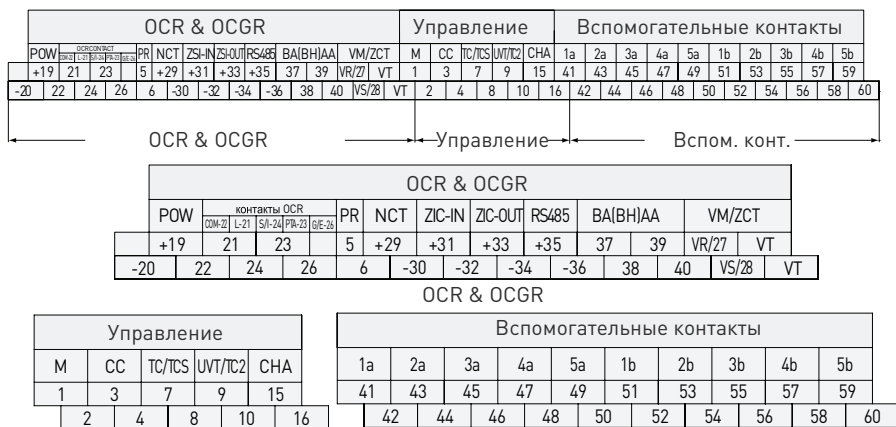 OCR & OCGR Управление Вспомогательные контакты
POW OCRCONTACT PR NCT ZSI-IN ZSI-OUT RS485 BA(BH)AA VM/ZCT M CC TC/TCS UVT/TC2 CHA 1a 2a 3a 4a 5a 1b 2b 3b 4b 5b
COM-22 L-21 S/I-24 PTA-23 G/E-26
+19 21 23 5 +29 +31 +33 +35 37 39 VR/27 VT 1 3 7 9 15 41 43 45 47 49 51 53 55 57 59
-20 22 24 26 6 -30 -32 -34 -36 38 40 VS/28 VT 2 4 8 10 16 42 44 46 48 50 52 54 56 58 60
OCR & OCGR Управление Вспом. конт.
OCR & OCGR
POW контакты OCR PR NCT ZIC-IN ZIC-OUT RS485 BA(BH)AA VM/ZCT
COM-22 L-21 S/I-24 PTA-23 G/E-26
+19 21 23 5 +29 +31 +33 +35 37 39 VR/27 VT
-20 22 24 26 6 -30 -32 -34 -36 38 40 VS/28 VT
OCR & OCGR
Управление
M CC TC/TCS UVT/TC2 CHA
1 3 7 9 15
2 4 8 10 16
Вспомогательные контакты
1a 2a 3a 4a 5a 1b 2b 3b 4b 5b
41 43 45 47 49 51 53 55 57 59
42 44 46 48 50 52 54 56 58 60